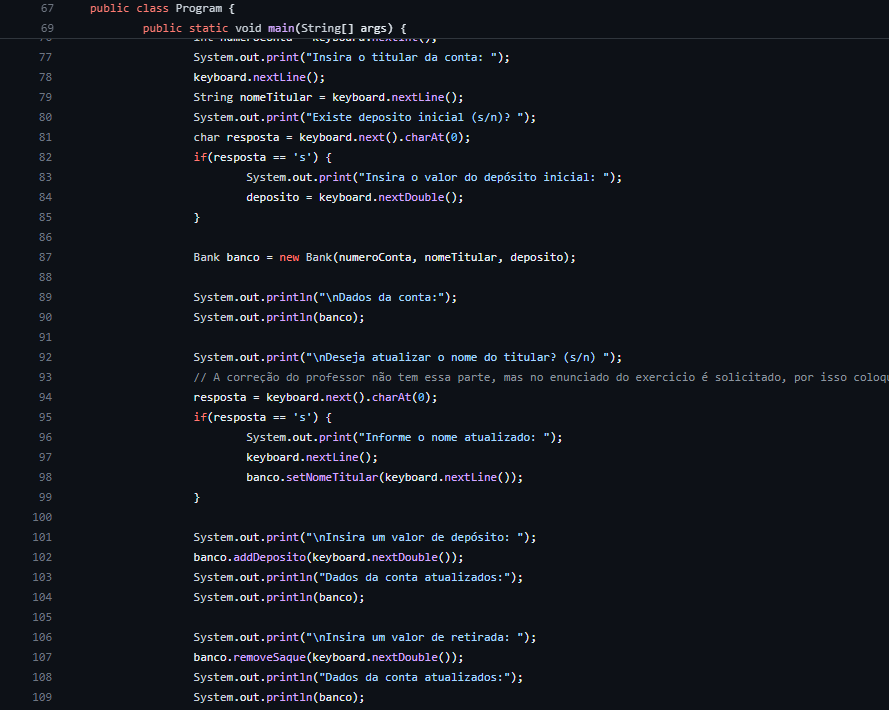 67 public class Program {
69 public static void main(String[] args) {
77 System.out.print("Insira o titular da conta: ");
78 keyboard.nextLine();
79 String nomeTitular = keyboard.nextLine();
80 System.out.print("Existe deposito inicial (s/n)? ");
81 char resposta = keyboard.next().charAt(0);
82 if(resposta == 's') {
83 System.out.print("Insira o valor do depósito inicial: ");
84 deposito = keyboard.nextDouble();
85 }
86
87 Bank banco = new Bank(numeroConta, nomeTitular, deposito);
88
89 System.out.println("\nDados da conta:");
90 System.out.println(banco);
91
92 System.out.print("\nDeseja atualizar o nome do titular? (s/n) ");
93 // A correção do professor não tem essa parte, mas no enunciado do exercicio é solicitado, por isso coloq
94 resposta = keyboard.next().charAt(0);
95 if(resposta == 's') {
96 System.out.print("Informe o nome atualizado: ");
97 keyboard.nextLine();
98 banco.setNomeTitular(keyboard.nextLine());
99 }
100
101 System.out.print("\nInsira um valor de depósito: ");
102 banco.addDeposito(keyboard.nextDouble());
103 System.out.println("Dados da conta atualizados:");
104 System.out.println(banco);
105
106 System.out.print("\nInsira um valor de retirada: ");
107 banco.removeSaque(keyboard.nextDouble());
108 System.out.println("Dados da conta atualizados:");
109 System.out.println(banco);